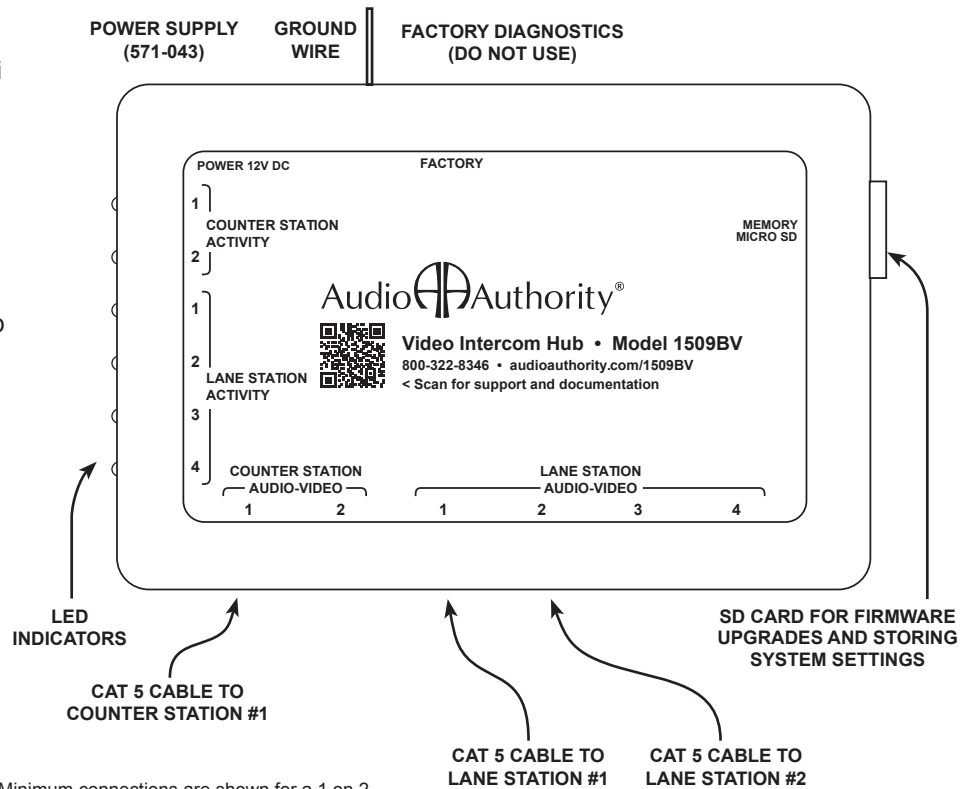 POWER SUPPLY
(571-043)
GROUND
WIRE
FACTORY DIAGNOSTICS
(DO NOT USE)
POWER 12V DC
FACTORY
1
COUNTER STATION
ACTIVITY
2
MEMORY
MICRO SD
1
2
LANE STATION
ACTIVITY
3
4
Audio Authority®
Video Intercom Hub • Model 1509BV
800-322-8346 • audioauthority.com/1509BV
< Scan for support and documentation
COUNTER STATION
AUDIO-VIDEO
1 2
LANE STATION
AUDIO-VIDEO
1 2 3 4
LED
INDICATORS
CAT 5 CABLE TO
COUNTER STATION #1
CAT 5 CABLE TO
LANE STATION #1
CAT 5 CABLE TO
LANE STATION #2
SD CARD FOR FIRMWARE
UPGRADES AND STORING
SYSTEM SETTINGS
Minimum connections are shown for a 1 on 2